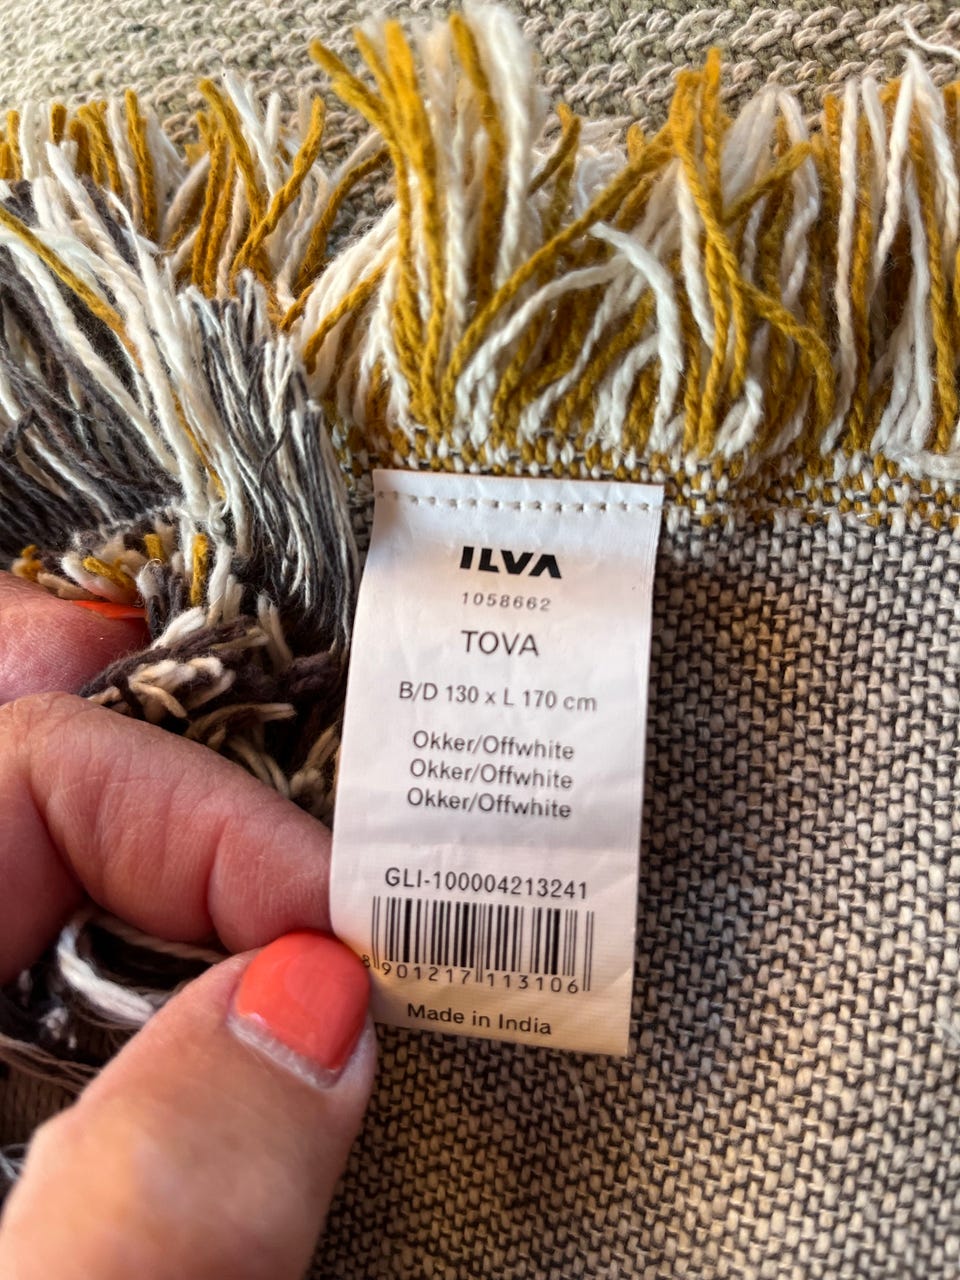 ILVA
1058662
TOVA
B/D 130 x L 170 cm
Okker/Offwhite
Okker/Offwhite
Okker/Offwhite
GLI-100004213241
8 901217 113106
Made in India